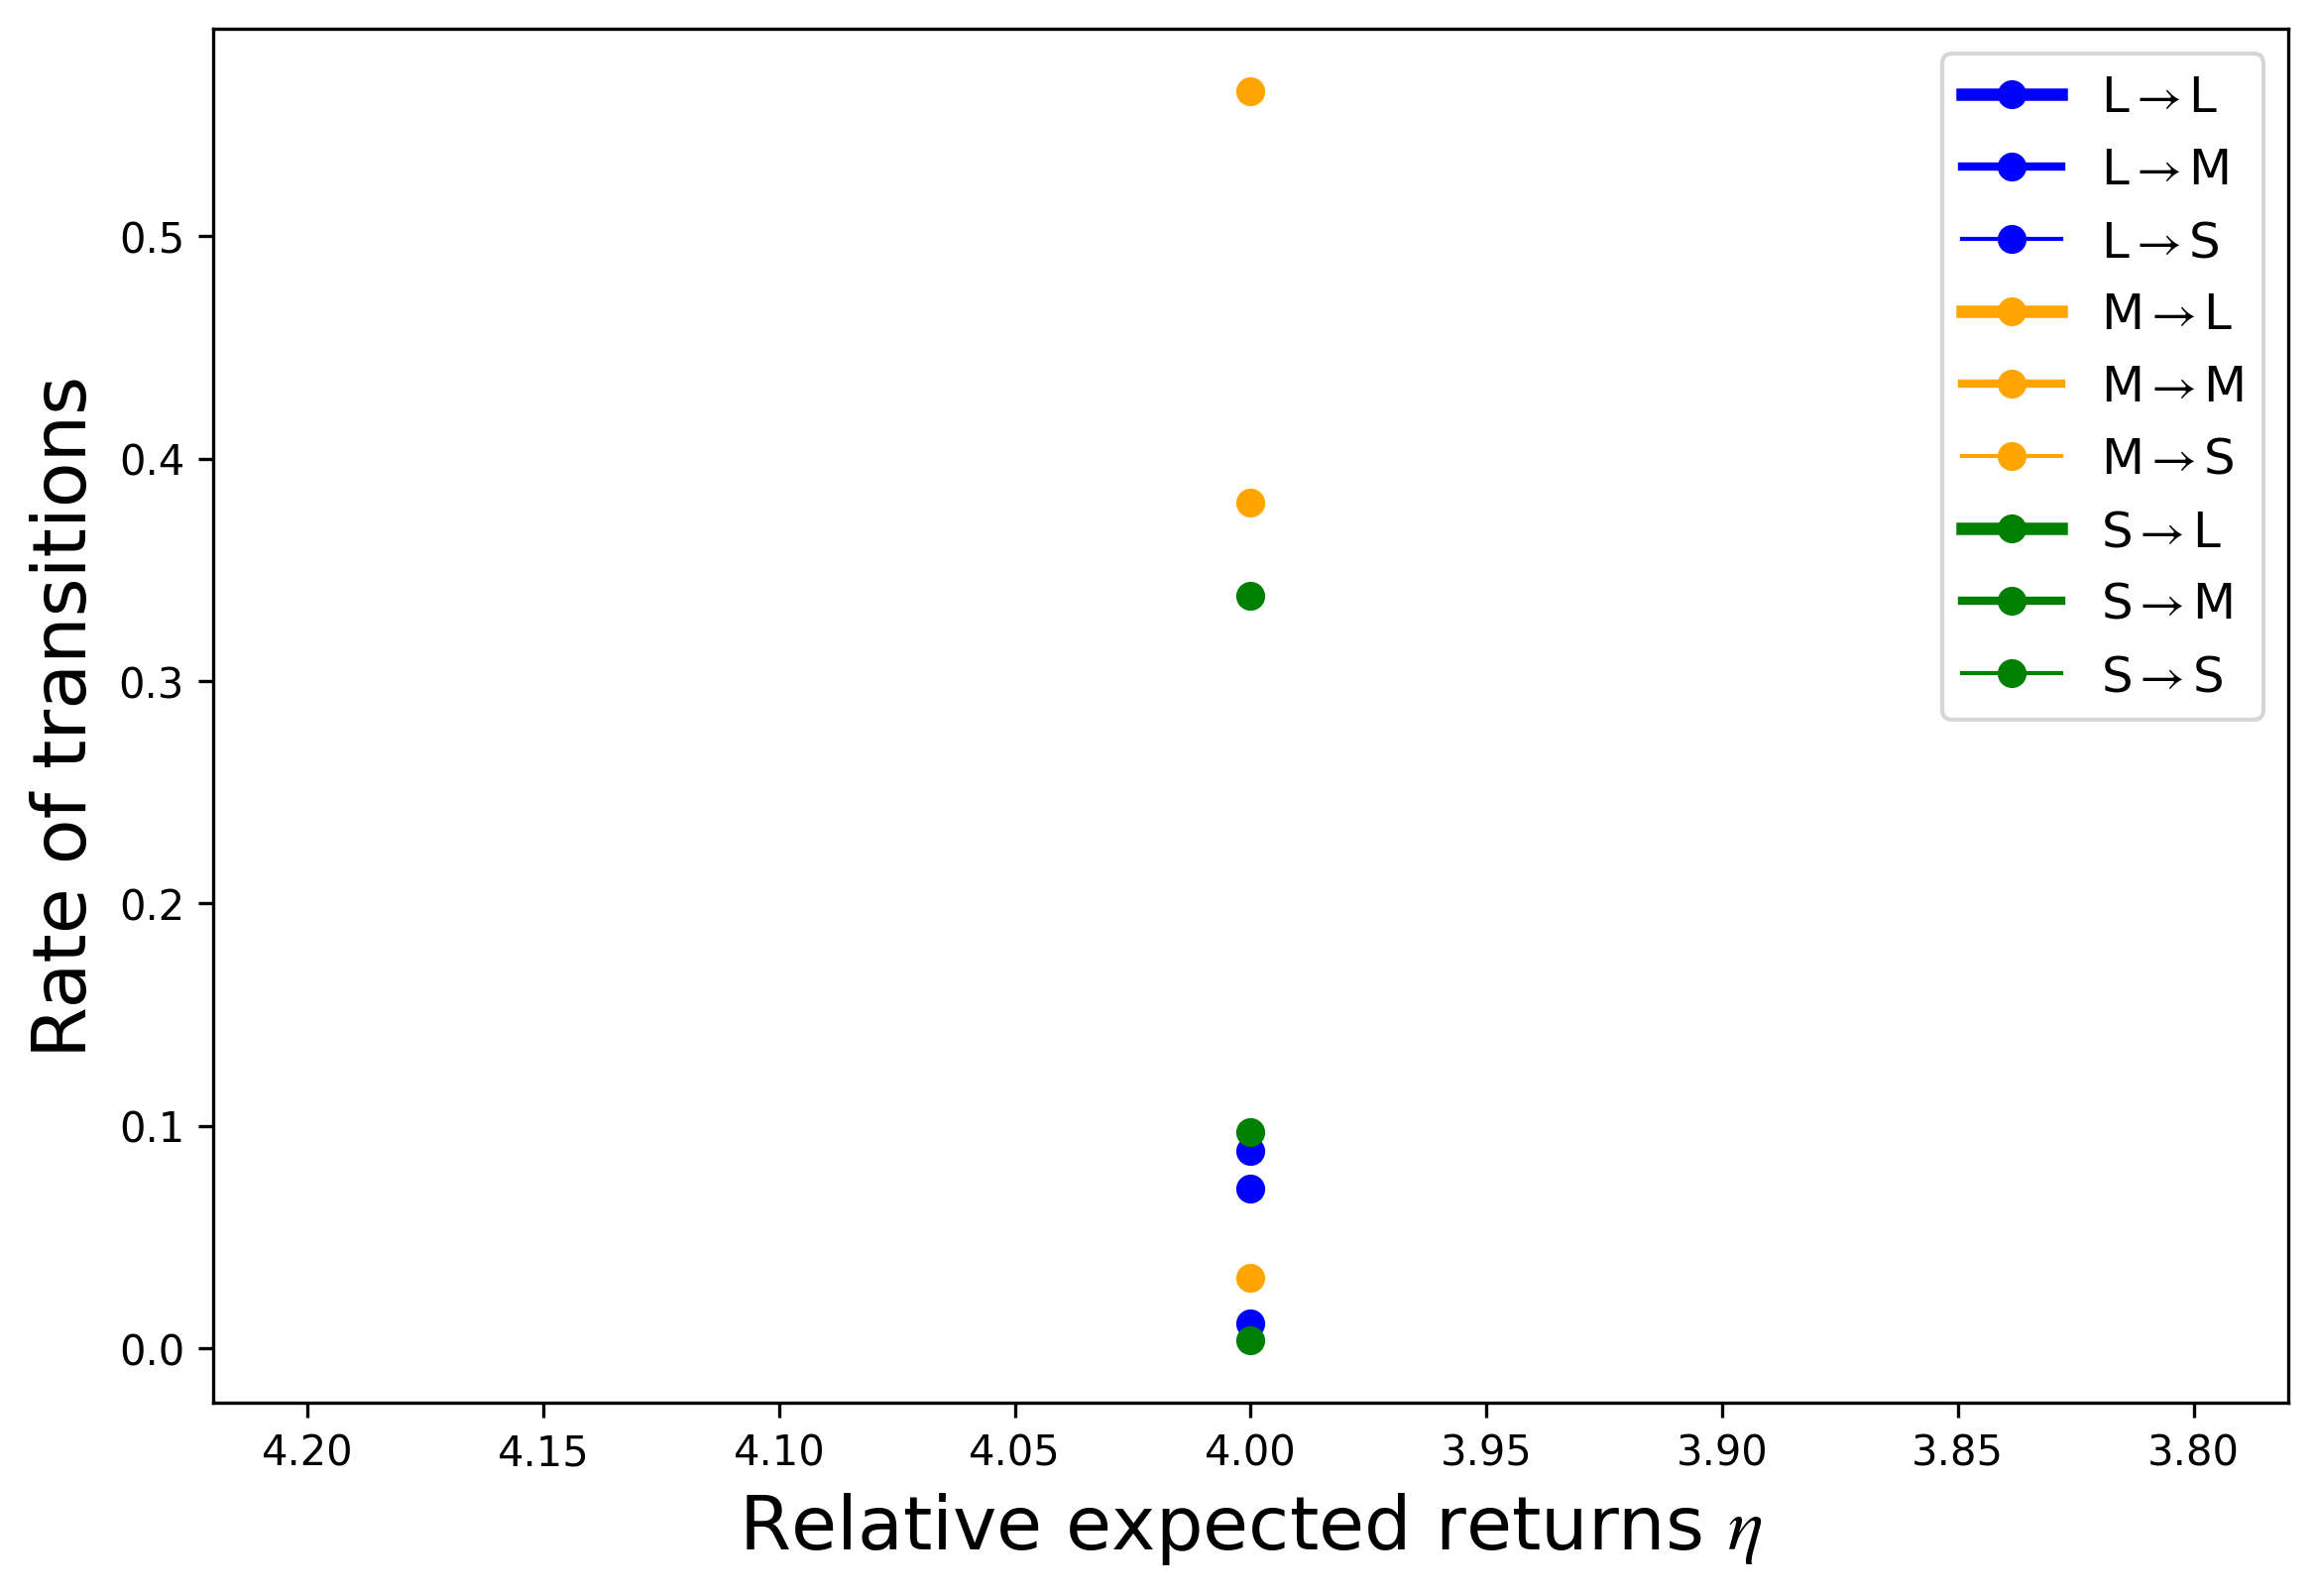 L→L
L→M
L→S
M→L
M→M
M→S
S→L
S→M
S→S
Rate of transitions
0.5
0.4
0.3
0.2
0.1
0.0
4.20 4.15 4.10 4.05 4.00 3.95 3.90 3.85 3.80
Relative expected returns η